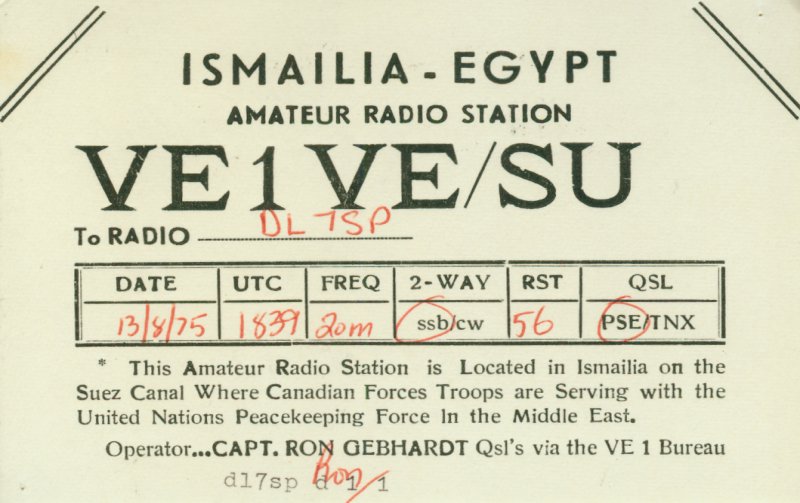 ISMAILIA - EGYPT
AMATEUR RADIO STATION
VE1VE/SU
To RADIO DL7SP
DATE UTC FREQ 2-WAY RST QSL
13/8/75 1839 20m ssb/cw 56 PSE/TNX
* This Amateur Radio Station is Located in Ismailia on the
Suez Canal Where Canadian Forces Troops are Serving with the
United Nations Peacekeeping Force In the Middle East.
Operator...CAPT. RON GEBHARDT Qsl's via the VE 1 Bureau
Ron
dl7sp d 1 1